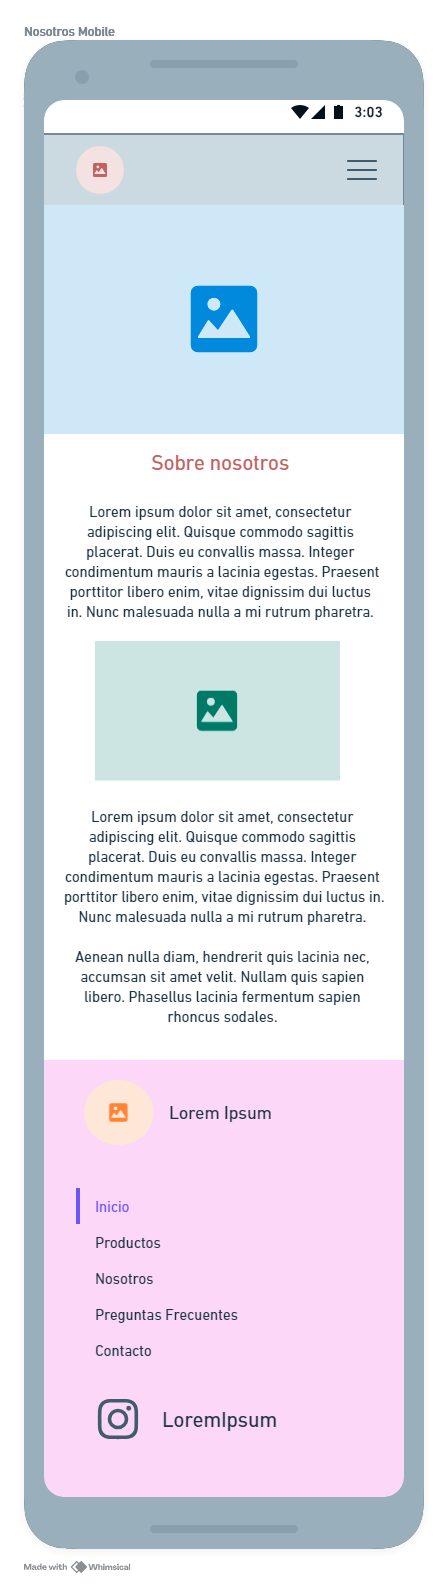 Nosotros Mobile
3:03
Sobre nosotros
Lorem ipsum dolor sit amet, consectetur
adipiscing elit. Quisque commodo sagittis
placerat. Duis eu convallis massa. Integer
condimentum mauris a lacinia egestas. Praesent
porttitor libero enim, vitae dignissim dui luctus
in. Nunc malesuada nulla a mi rutrum pharetra.
Lorem ipsum dolor sit amet, consectetur
adipiscing elit. Quisque commodo sagittis
placerat. Duis eu convallis massa. Integer
condimentum mauris a lacinia egestas. Praesent
porttitor libero enim, vitae dignissim dui luctus in.
Nunc malesuada nulla a mi rutrum pharetra.
Aenean nulla diam, hendrerit quis lacinia nec,
accumsan sit amet velit. Nullam quis sapien
libero. Phasellus lacinia fermentum sapien
rhoncus sodales.
Lorem Ipsum
Inicio
Productos
Nosotros
Preguntas Frecuentes
Contacto
LoremIpsum
Made with Whimsical